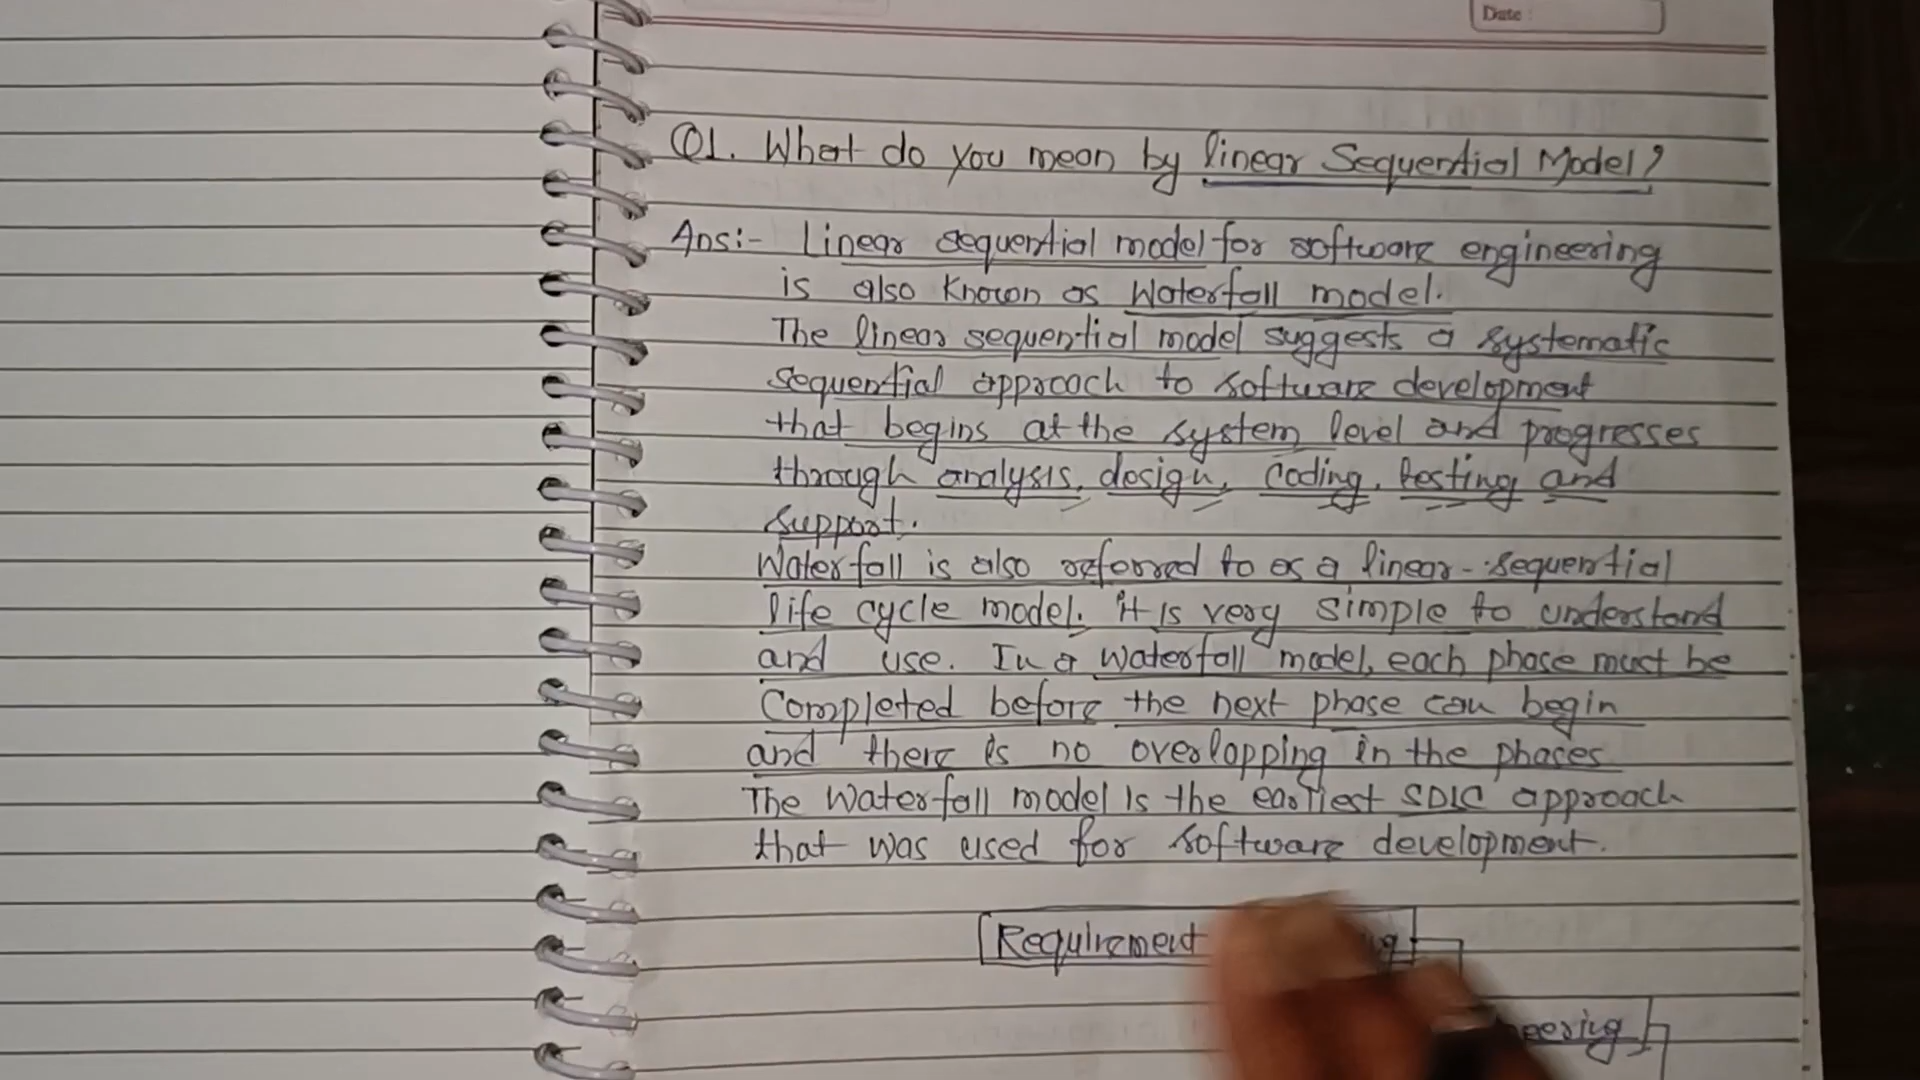 Date :
Q1. What do you mean by linear Sequential Model?
Ans:- Linear sequential model for software engineering
is also Known as Waterfall model.
The linear sequential model suggests a systematic
sequential approach to software development
that begins at the system level and progresses
through analysis, design, coding, testing and
support.
Waterfall is also referred to as a linear-sequential
life cycle model. it is very simple to understand
and use. In a waterfall model, each phase must be
Completed before the next phase can begin
and there is no overlapping in the phases
The Waterfall model is the earliest SDLC approach
that was used for software development.
Requirement